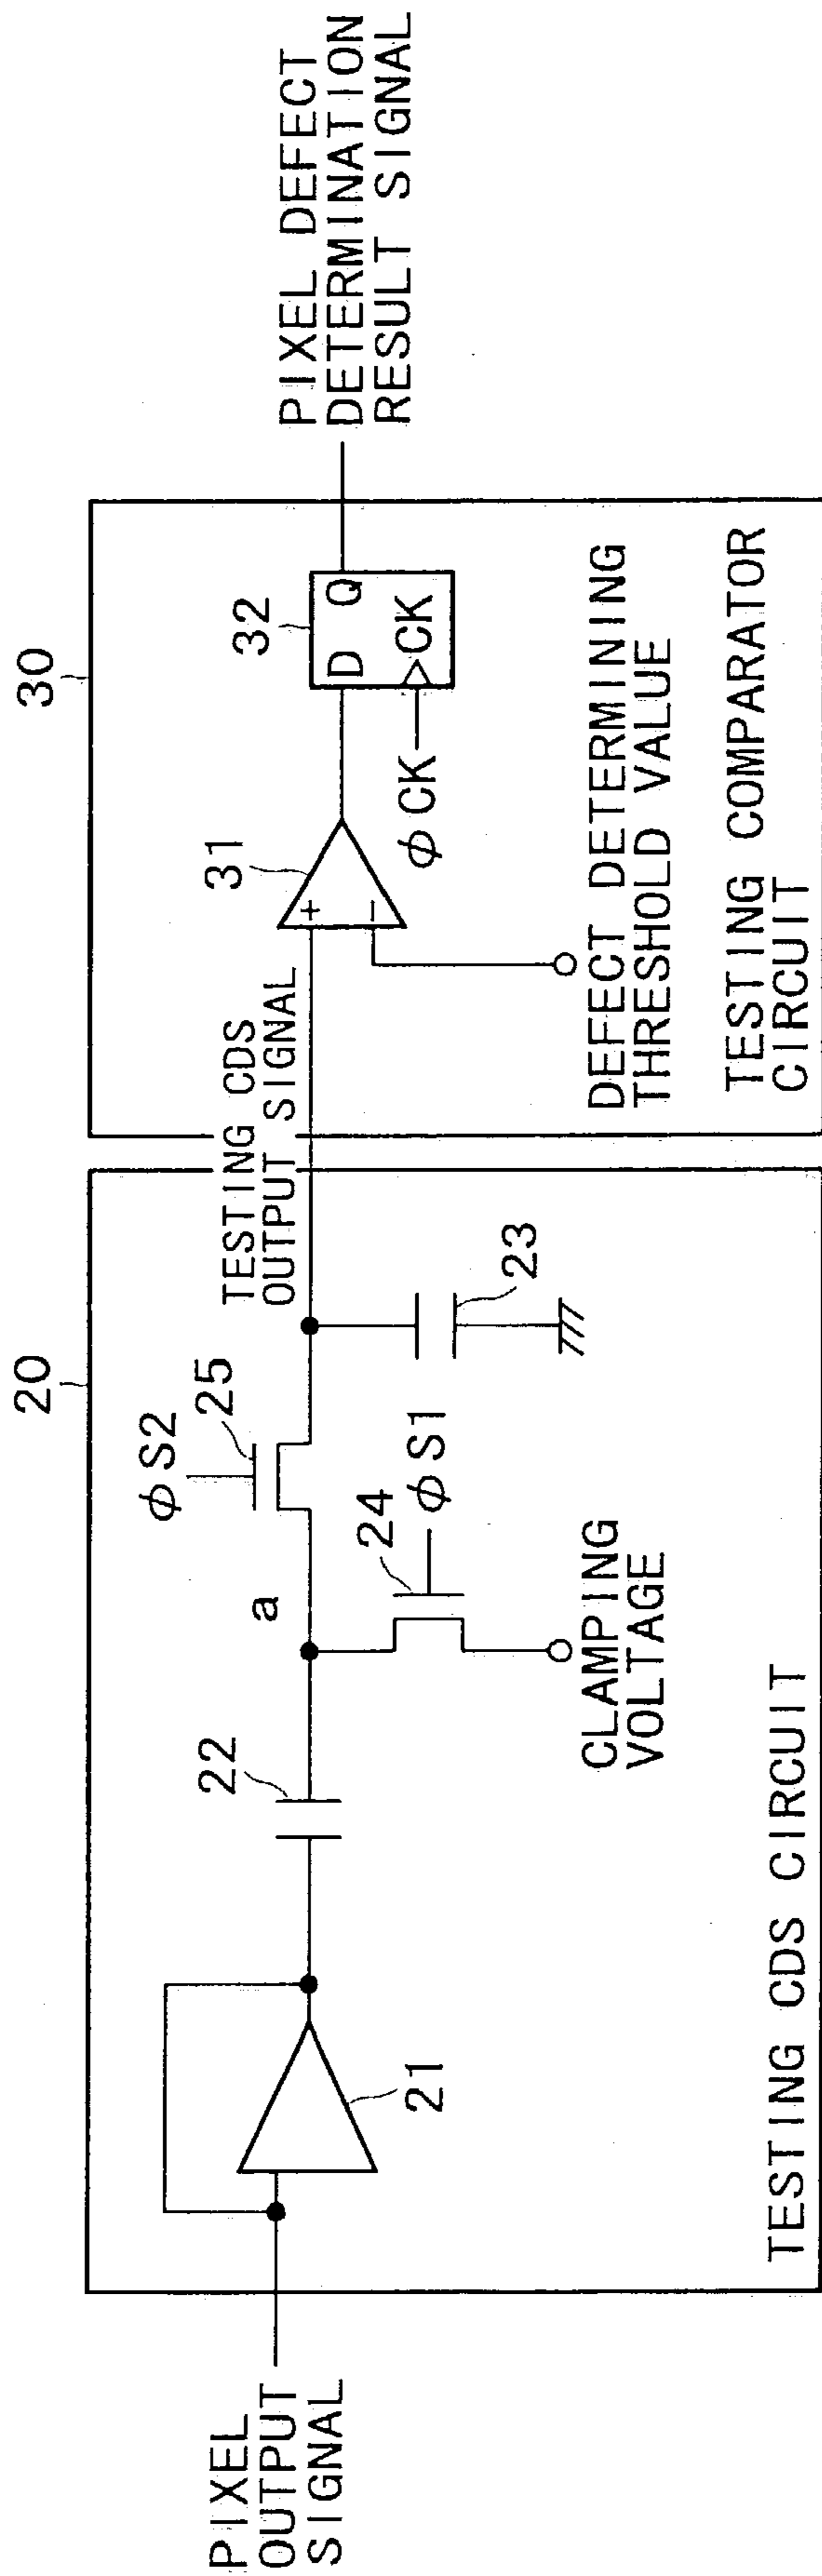 PIXEL
OUTPUT
SIGNAL
20
21
22
a
φS2
25
24
φS1
CLAMPING
VOLTAGE
23
TESTING CDS CIRCUIT
TESTING CDS
OUTPUT SIGNAL
30
31
+
−
32
D
Q
CK
φCK
DEFECT DETERMINING
THRESHOLD VALUE
TESTING COMPARATOR
CIRCUIT
PIXEL DEFECT
DETERMINATION
RESULT SIGNAL